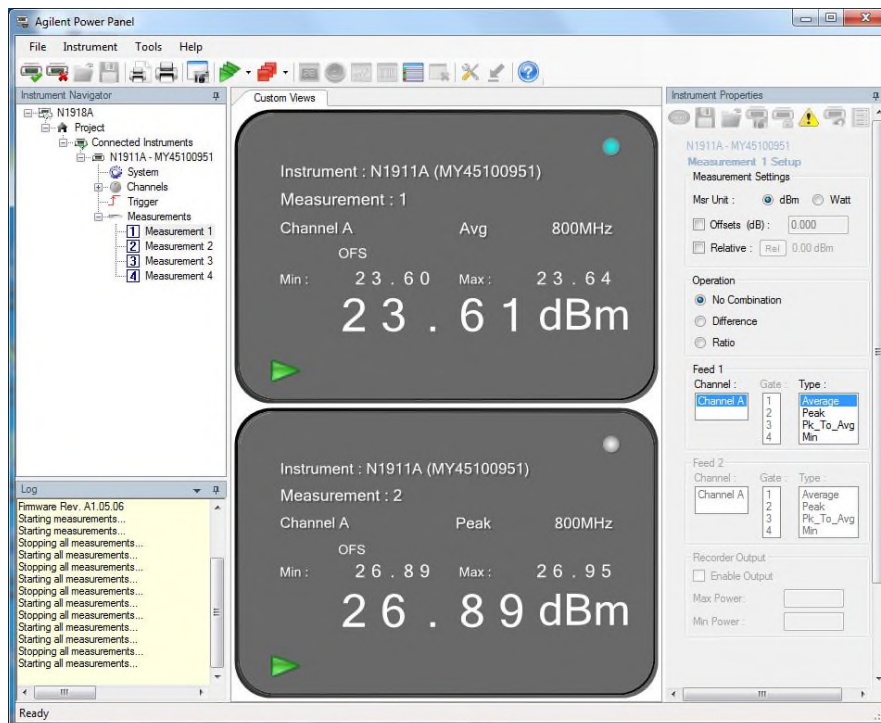 Agilent Power Panel
File Instrument Tools Help
Instrument Navigator
N1918A
Project
Connected Instruments
N1911A - MY45100951
System
Channels
Trigger
Measurements
1 Measurement 1
2 Measurement 2
3 Measurement 3
4 Measurement 4
Log
Firmware Rev. A1.05.06
Starting measurements...
Starting measurements...
Stopping all measurements...
Starting all measurements...
Stopping all measurements...
Starting all measurements...
Stopping all measurements...
Starting all measurements...
Stopping all measurements...
Starting all measurements...
Starting all measurements...
Stopping all measurements...
Starting all measurements...
Custom Views
Instrument : N1911A (MY45100951)
Measurement : 1
Channel A Avg 800MHz
OFS
Min : 23.60 Max : 23.64
23.61 dBm
Instrument : N1911A (MY45100951)
Measurement : 2
Channel A Peak 800MHz
OFS
Min : 26.89 Max : 26.95
26.89 dBm
Instrument Properties
N1911A - MY45100951
Measurement 1 Setup
Measurement Settings
Msr Unit : dBm Watt
Offsets (dB) : 0.000
Relative : Rel 0.00 dBm
Operation
No Combination
Difference
Ratio
Feed 1
Channel : Gate : Type :
Channel A 1 Average
2 Peak
3 Pk_To_Avg
4 Min
Feed 2
Channel : Gate : Type :
Channel A 1 Average
2 Peak
3 Pk_To_Avg
4 Min
Recorder Output
Enable Output
Max Power:
Min Power :
Ready